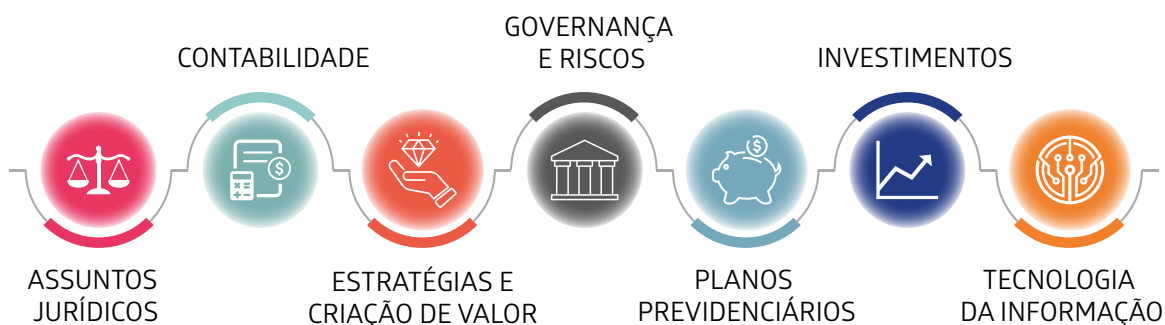 ASSUNTOS
JURÍDICOS
CONTABILIDADE
ESTRATÉGIAS E
CRIAÇÃO DE VALOR
GOVERNANÇA
E RISCOS
PLANOS
PREVIDENCIÁRIOS
INVESTIMENTOS
TECNOLOGIA
DA INFORMAÇÃO